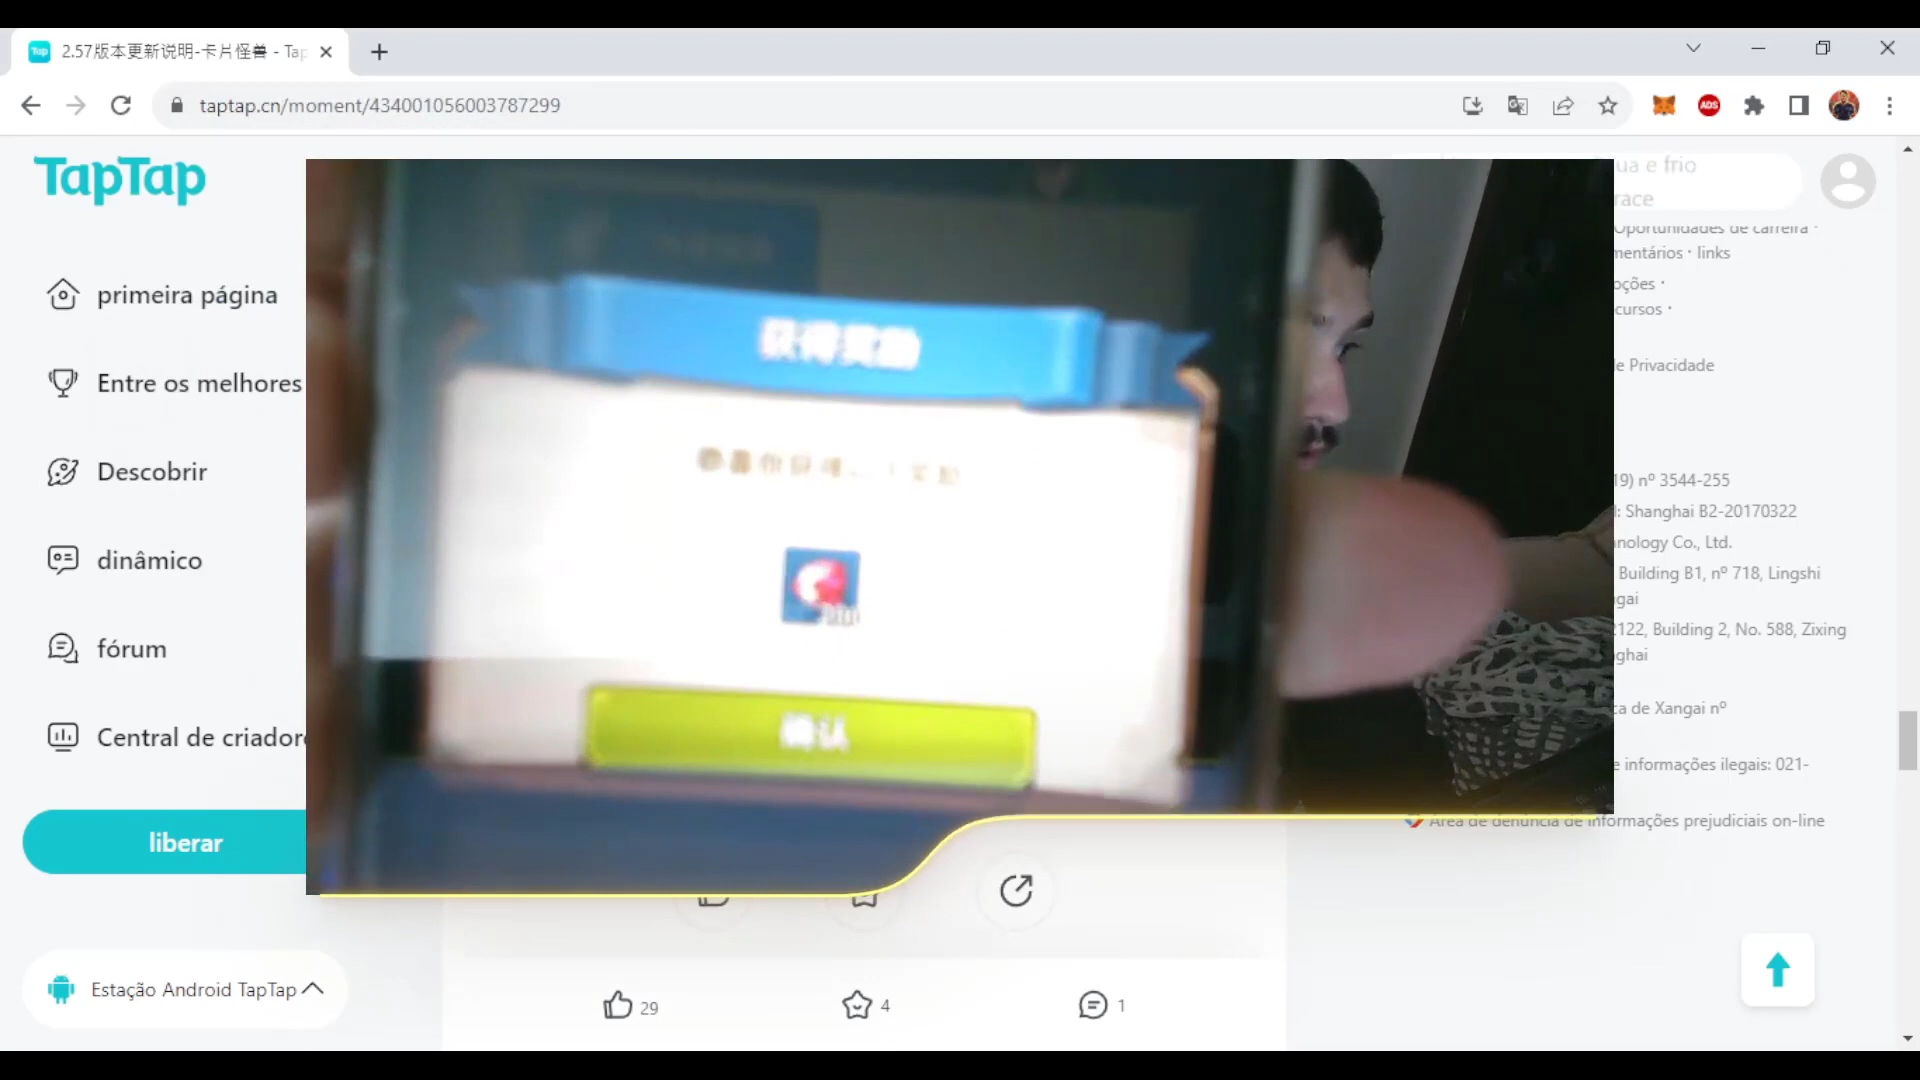 Tap 2.57版本更新说明-卡片怪兽 - Tap
taptap.cn/moment/434001056003787299
ADS
TapTap
ua e frio
race
Oportunidades de carreira ·
mentários · links
oções ·
cursos ·
primeira página
获得奖励
e Privacidade
Entre os melhores
Descobrir
19) nº 3544-255
: Shanghai B2-20170322
nology Co., Ltd.
dinâmico
Building B1, nº 718, Lingshi
gai
2122, Building 2, No. 588, Zixing
ghai
fórum
ca de Xangai nº
Central de criador
确认
e informações ilegais: 021-
Área de denúncia de informações prejudiciais on-line
liberar
Estação Android TapTap
29
4
1